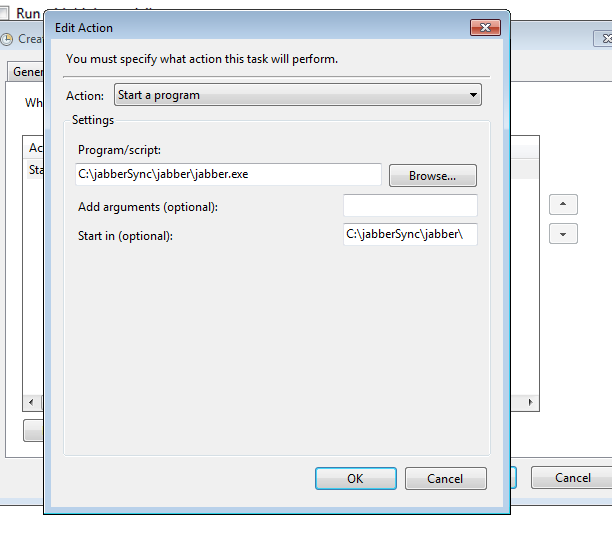 Run
Edit Action
Crea
You must specify what action this task will perform.
Gener
Action: Start a program
Wh
Settings
Ac
Program/script:
Sta
C:\jabberSync\jabber\jabber.exe Browse...
Add arguments (optional):
Start in (optional): C:\jabberSync\jabber\
OK Cancel
Cancel